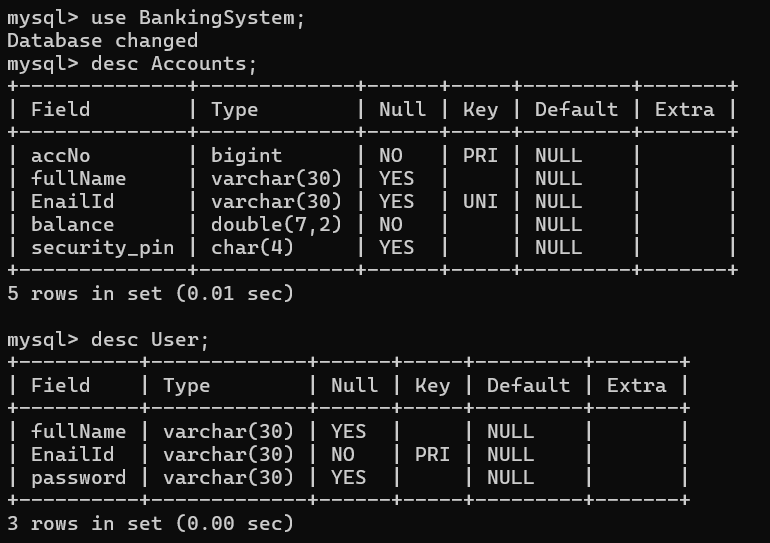 mysql> use BankingSystem;
Database changed
mysql> desc Accounts;
+--------------+-------------+------+-----+---------+-------+
| Field        | Type        | Null | Key | Default | Extra |
+--------------+-------------+------+-----+---------+-------+
| accNo        | bigint      | NO   | PRI | NULL    |       |
| fullName     | varchar(30) | YES  |     | NULL    |       |
| EnailId      | varchar(30) | YES  | UNI | NULL    |       |
| balance      | double(7,2) | NO   |     | NULL    |       |
| security_pin | char(4)     | YES  |     | NULL    |       |
+--------------+-------------+------+-----+---------+-------+
5 rows in set (0.01 sec)

mysql> desc User;
+----------+-------------+------+-----+---------+-------+
| Field    | Type        | Null | Key | Default | Extra |
+----------+-------------+------+-----+---------+-------+
| fullName | varchar(30) | YES  |     | NULL    |       |
| EnailId  | varchar(30) | NO   | PRI | NULL    |       |
| password | varchar(30) | YES  |     | NULL    |       |
+----------+-------------+------+-----+---------+-------+
3 rows in set (0.00 sec)